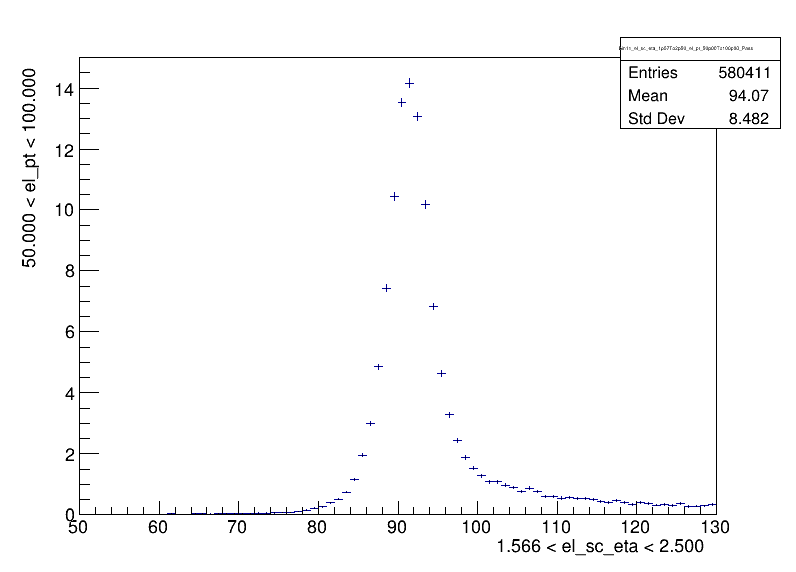 bin11_el_sc_eta_1p57To2p50_el_pt_50p00To100p00_Pass
Entries 580411
Mean 94.07
Std Dev 8.482
50.000 < el_pt < 100.000
14
12
10
8
6
4
2
0
50 60 70 80 90 100 110 120 130
1.566 < el_sc_eta < 2.500